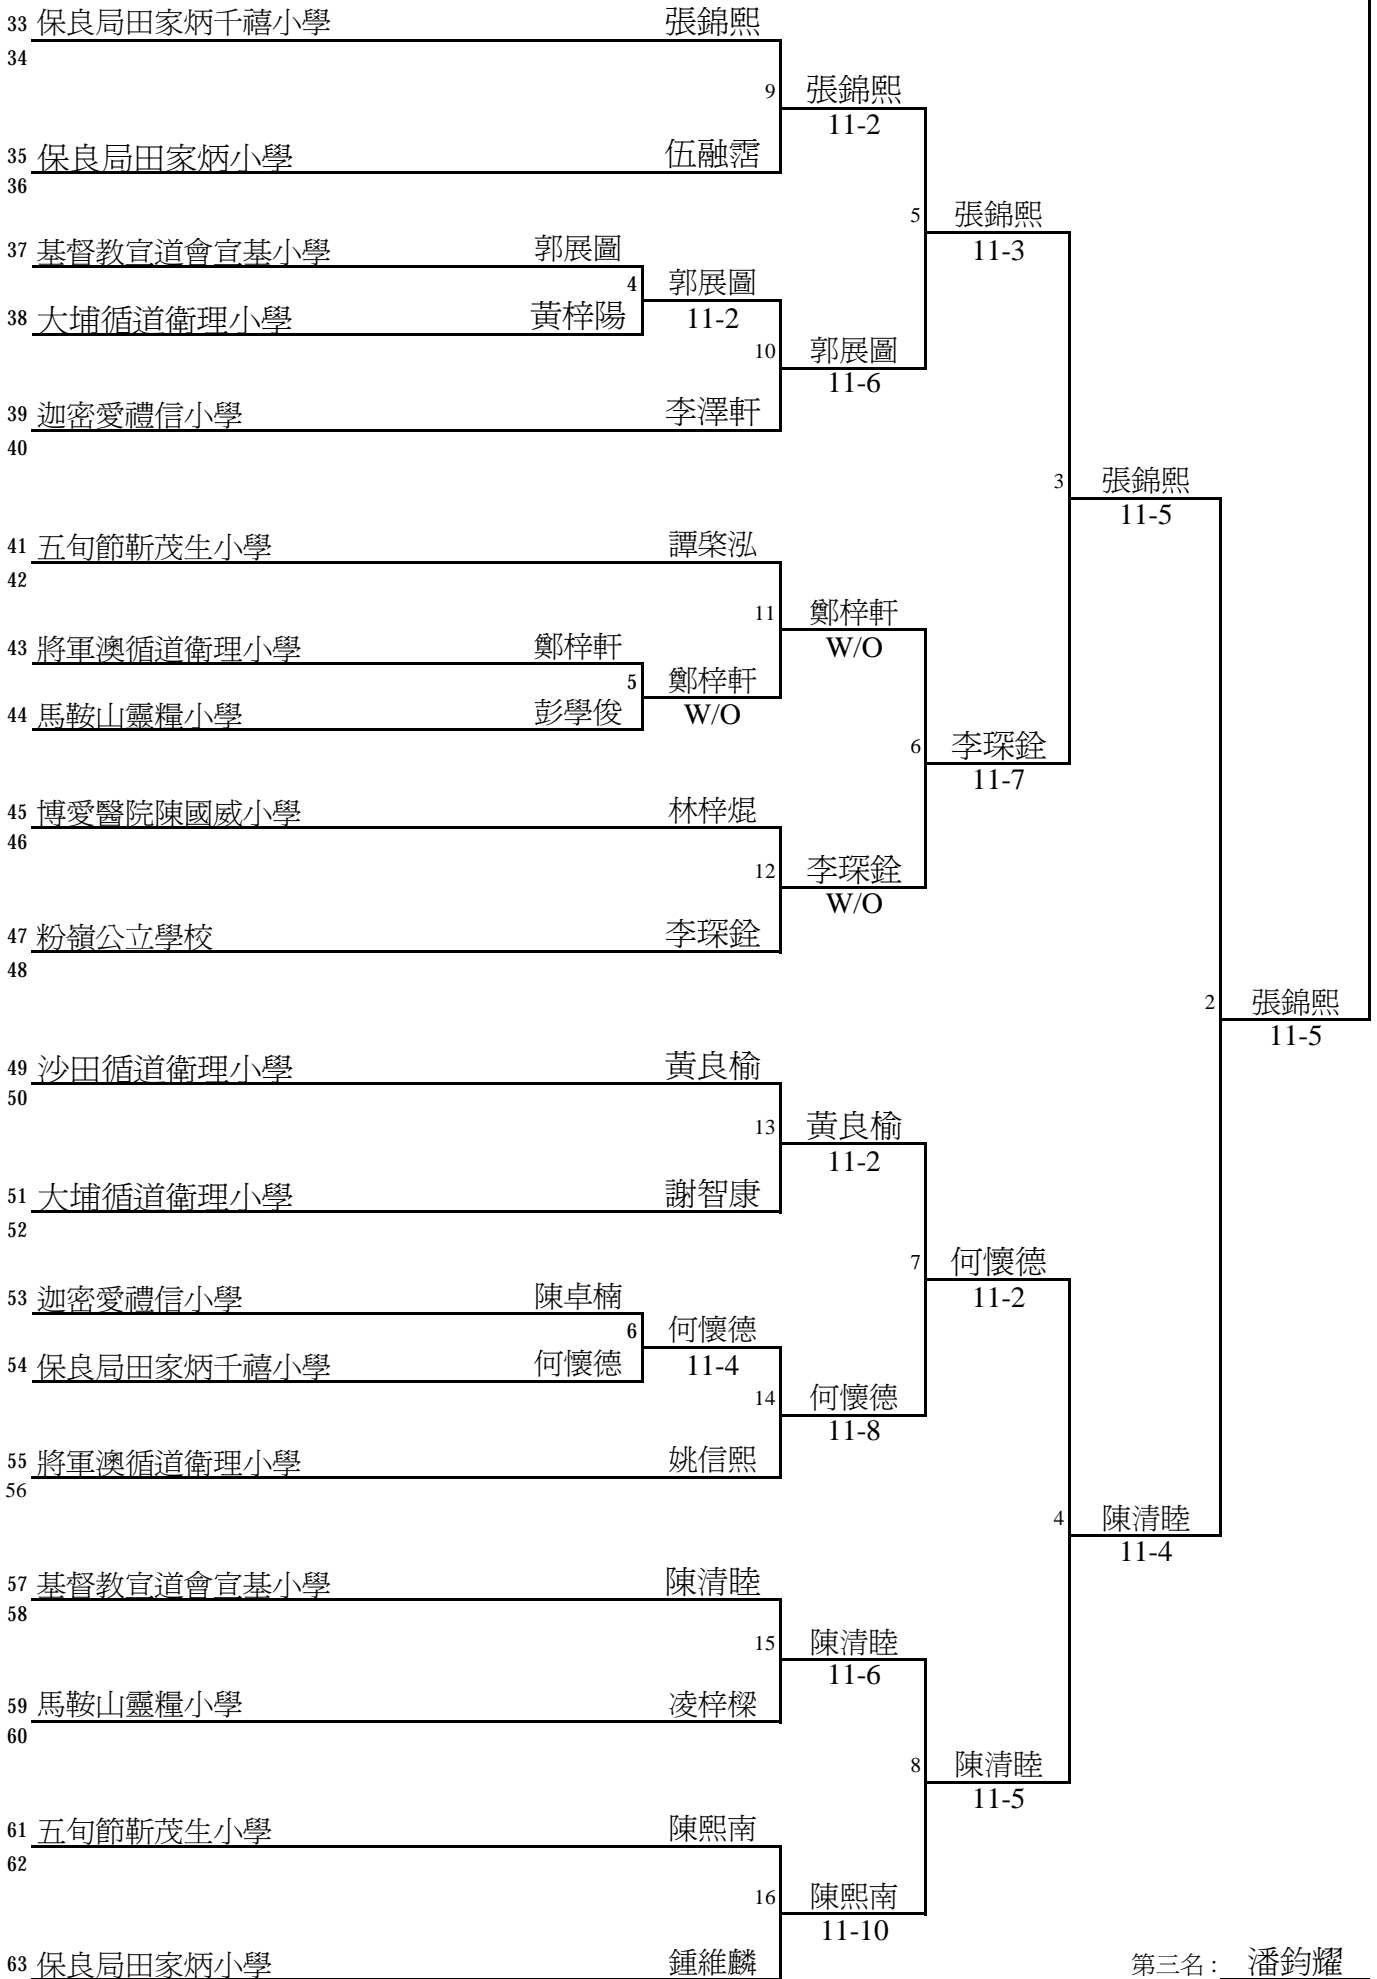 33 保良局田家炳千禧小學 張錦熙
34
9 張錦熙
11-2
35 保良局田家炳小學 伍融霑
36
5 張錦熙
11-3
37 基督教宣道會宣基小學 郭展圖
4 郭展圖
11-2
38 大埔循道衛理小學 黃梓陽
10 郭展圖
11-6
39 迦密愛禮信小學 李澤軒
40
3 張錦熙
11-5
41 五旬節靳茂生小學 譚棨泓
42
11 鄭梓軒
W/O
43 將軍澳循道衛理小學 鄭梓軒
5 鄭梓軒
W/O
44 馬鞍山靈糧小學 彭學俊
6 李琛銓
11-7
45 博愛醫院陳國威小學 林梓焜
46
12 李琛銓
W/O
47 粉嶺公立學校 李琛銓
48
2 張錦熙
11-5
49 沙田循道衛理小學 黃良榆
50
13 黃良榆
11-2
51 大埔循道衛理小學 謝智康
52
7 何懷德
11-2
53 迦密愛禮信小學 陳卓楠
6 何懷德
11-4
54 保良局田家炳千禧小學 何懷德
14 何懷德
11-8
55 將軍澳循道衛理小學 姚信熙
56
4 陳清睦
11-4
57 基督教宣道會宣基小學 陳清睦
58
15 陳清睦
11-6
59 馬鞍山靈糧小學 凌梓樑
60
8 陳清睦
11-5
61 五旬節靳茂生小學 陳熙南
62
16 陳熙南
11-10
63 保良局田家炳小學 鍾維麟
第三名 : 潘鈞耀